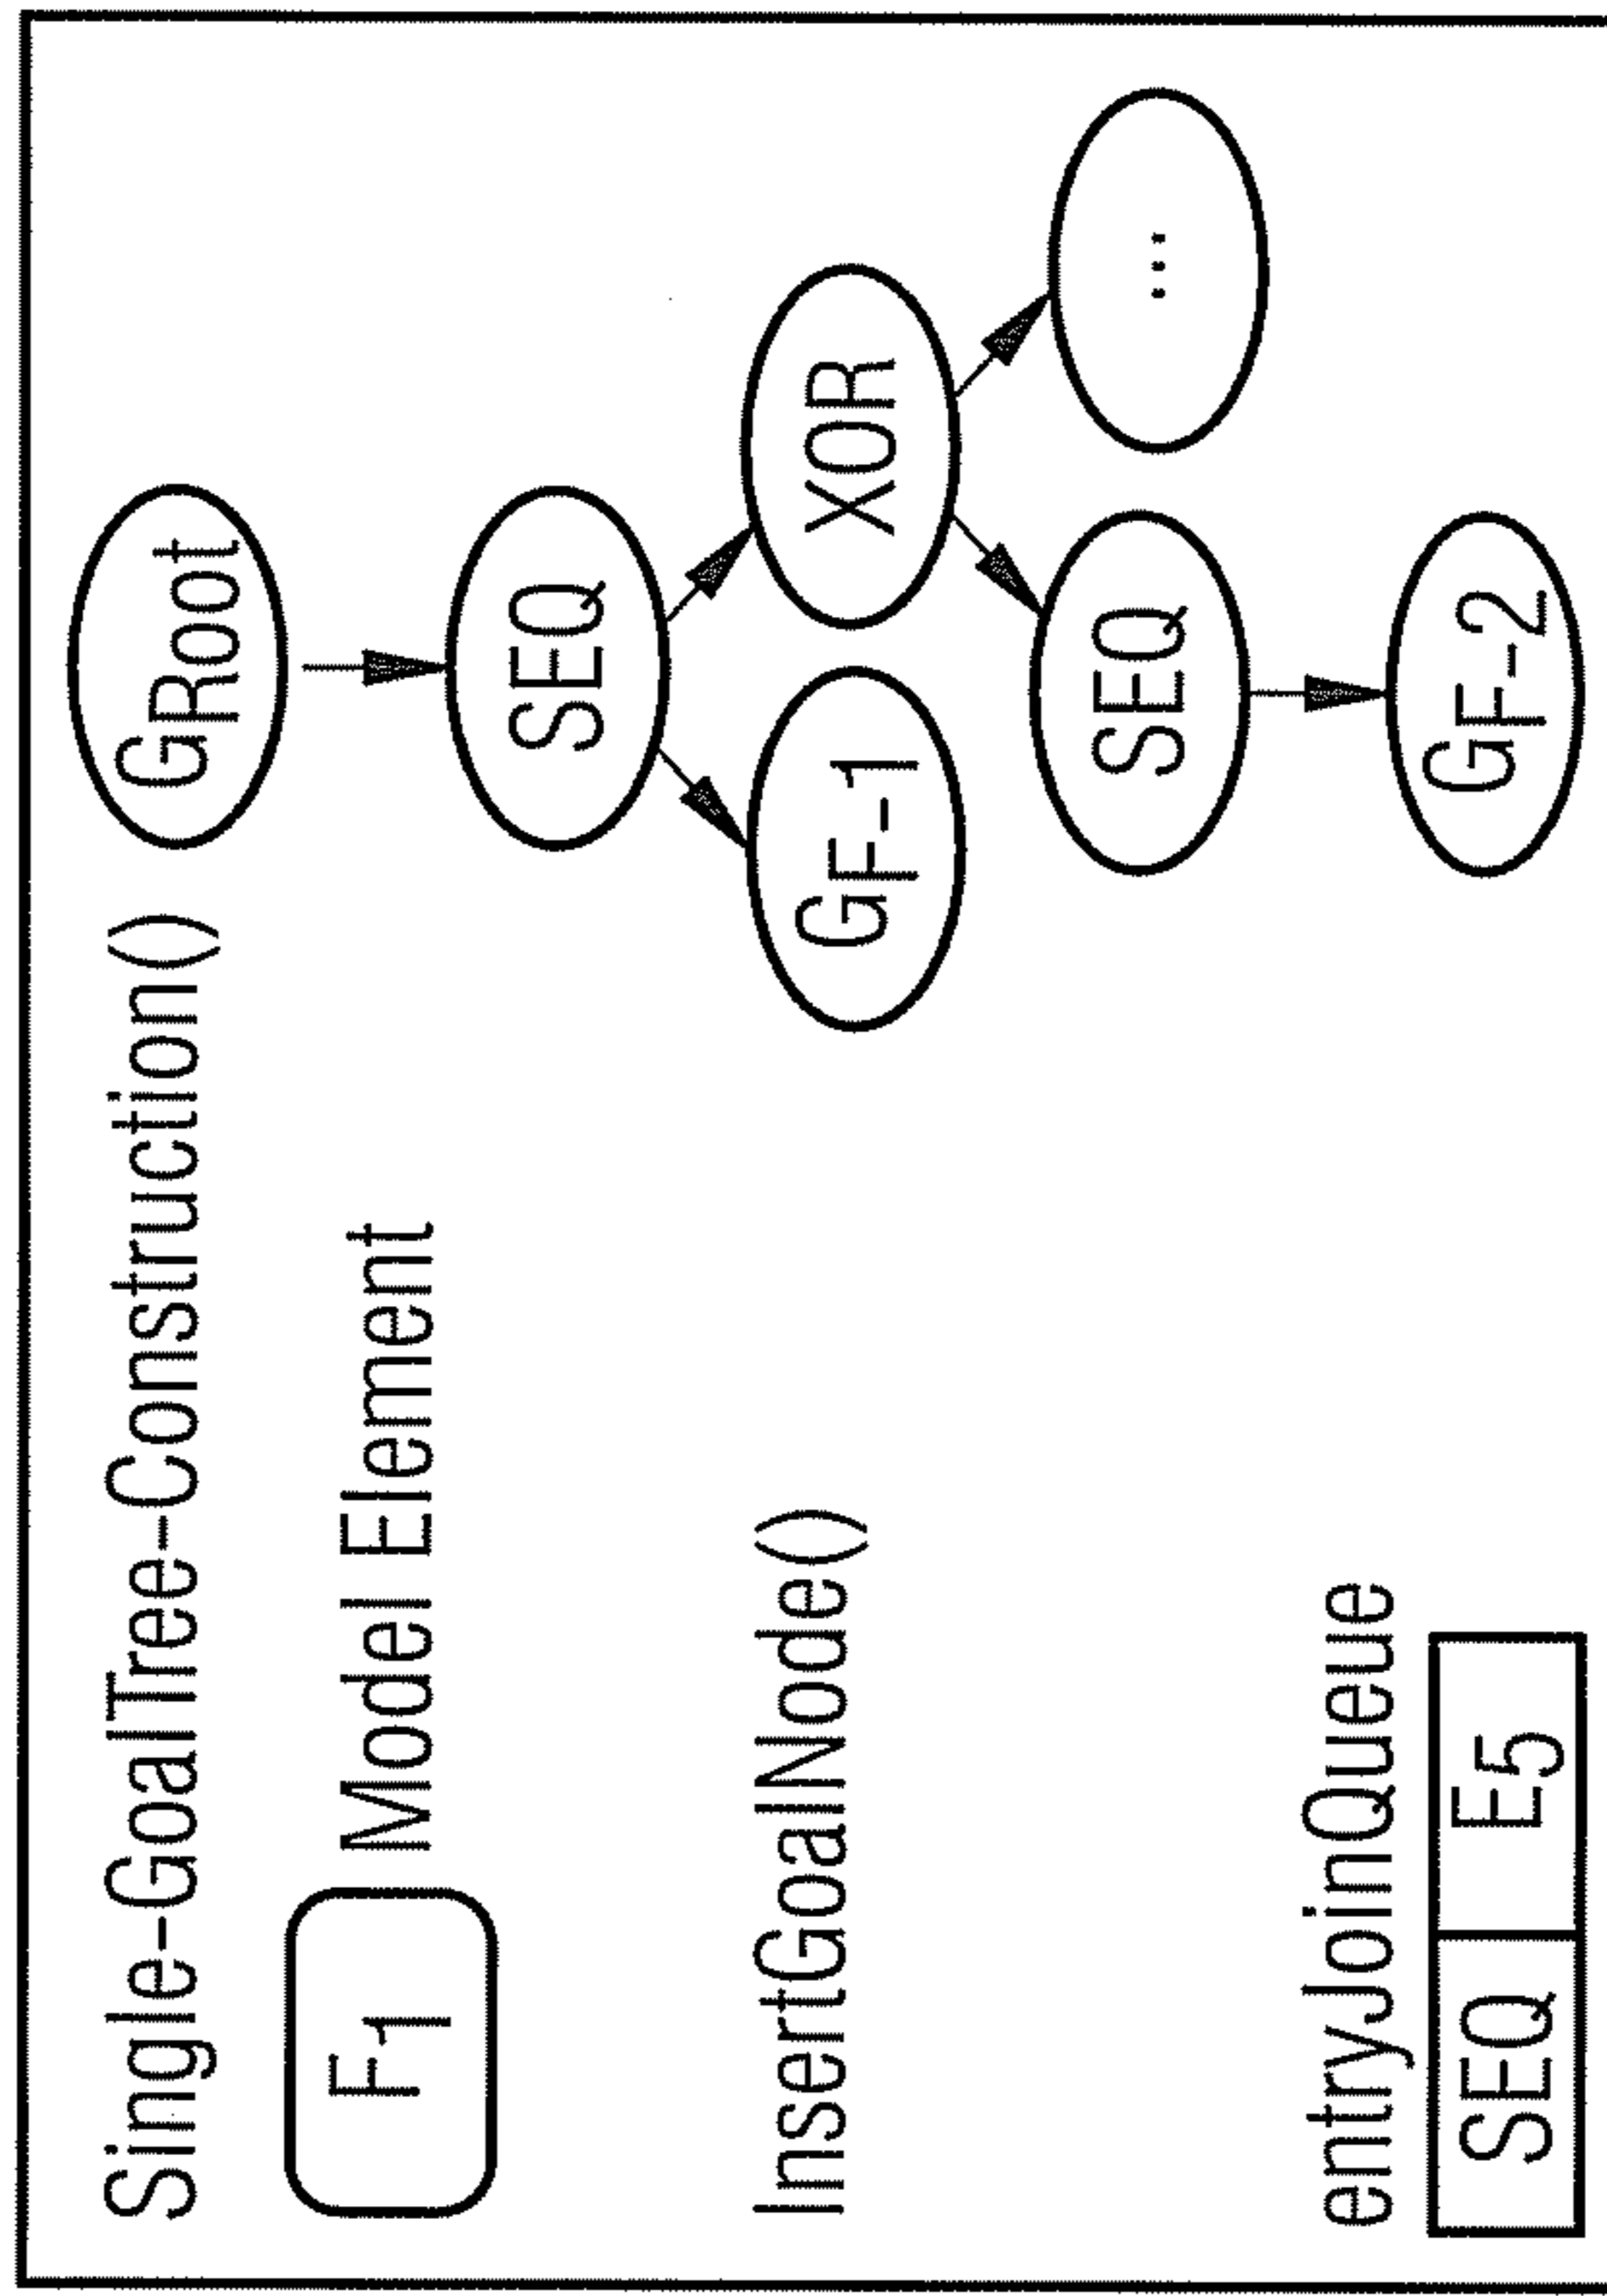 Single-GoalTree-Construction()
F1 Model Element
InsertGoalNode()
entryJoinQueue
SEQ E5
GRoot
SEQ
GF-1 XOR
SEQ ...
GF-2